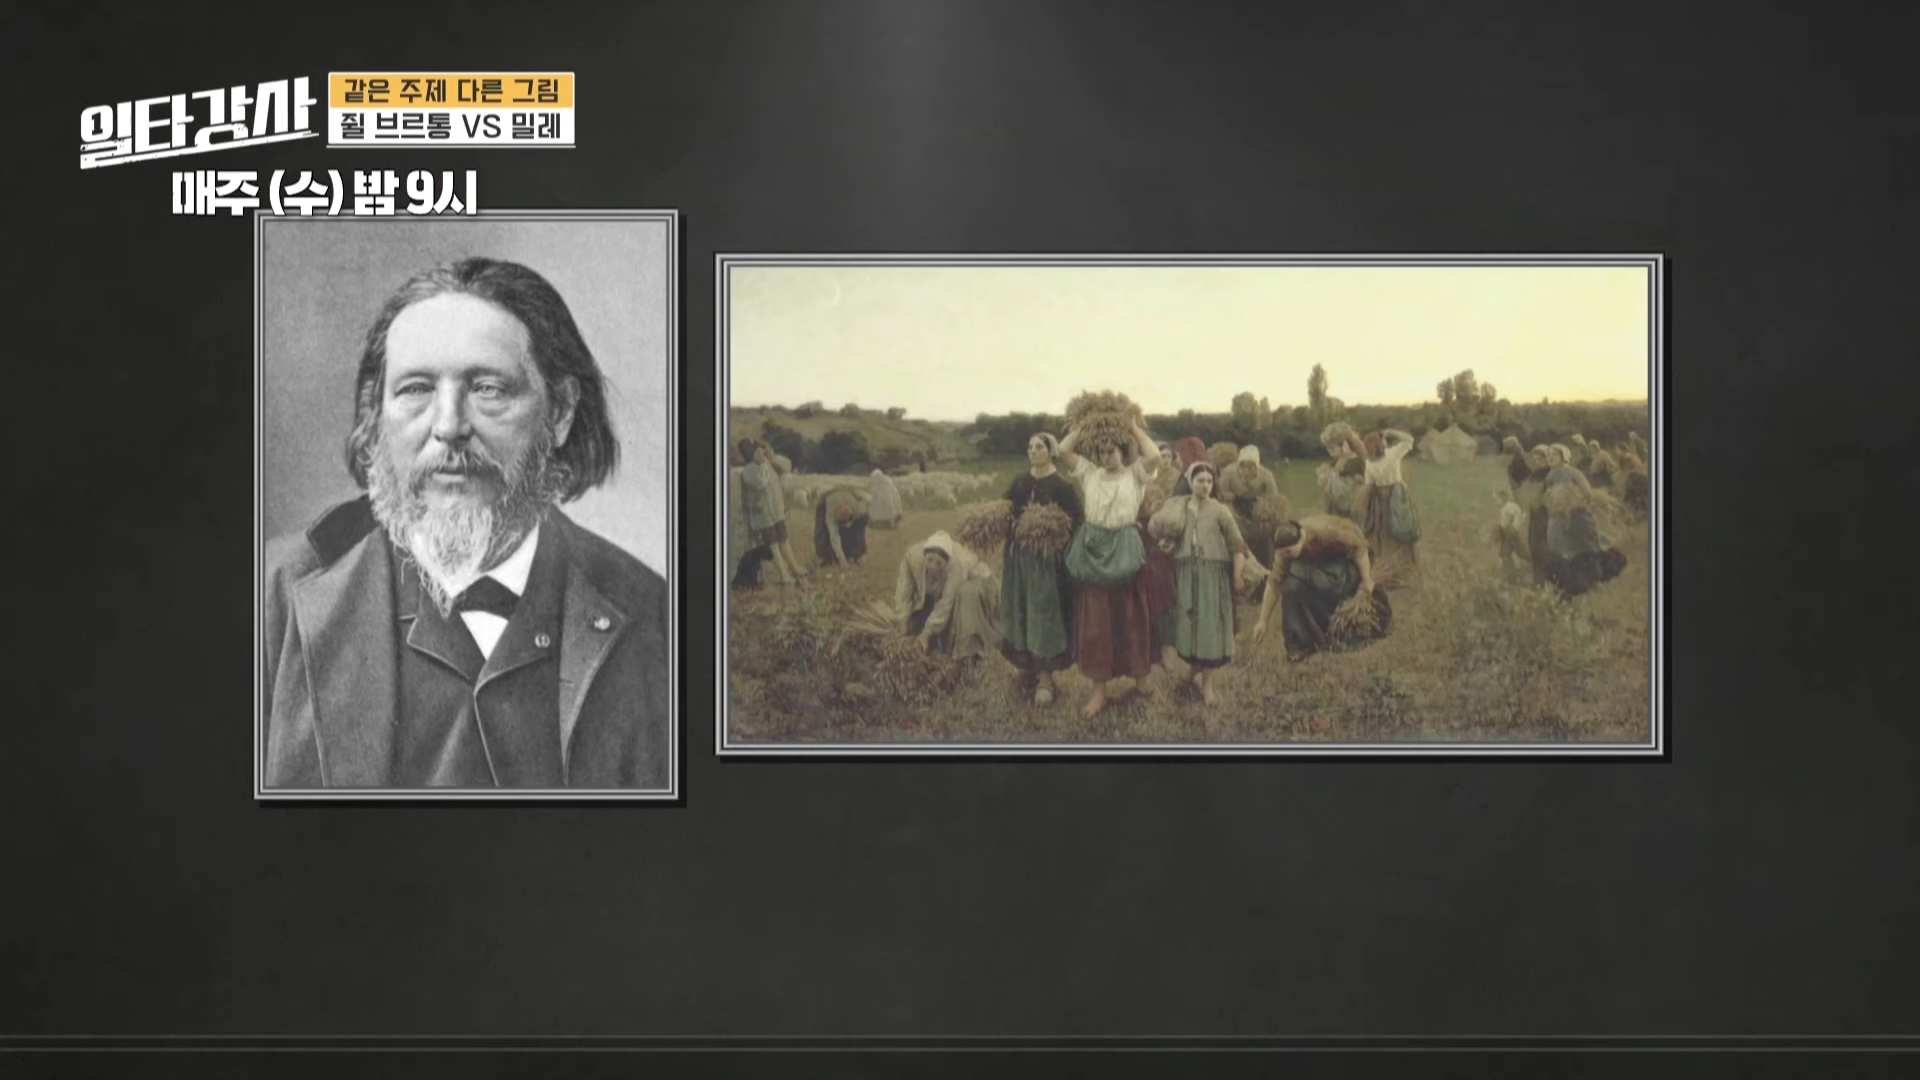 일타강사
같은 주제 다른 그림
쥘 브르통 VS 밀레
매주 (수) 밤 9시